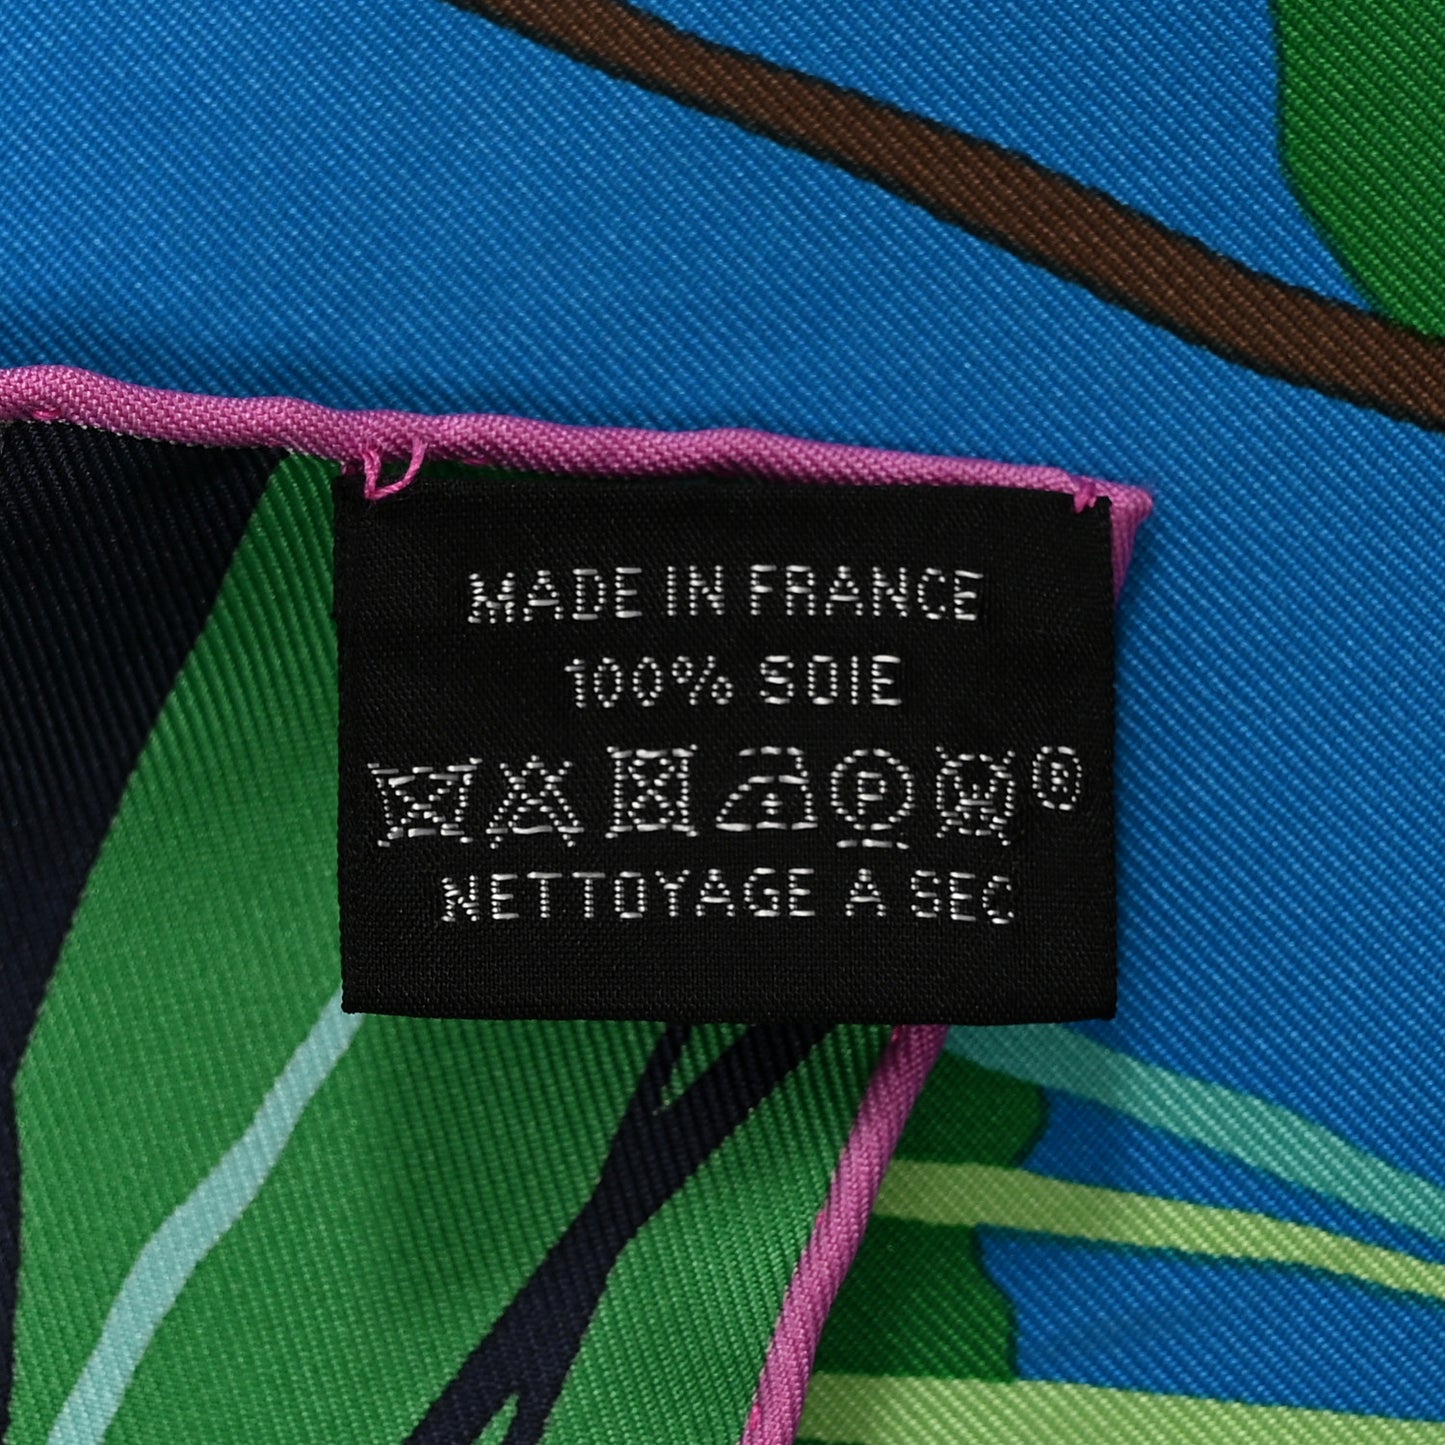 MADE IN FRANCE
100% SOIE
P W ®
NETTOYAGE A SEC